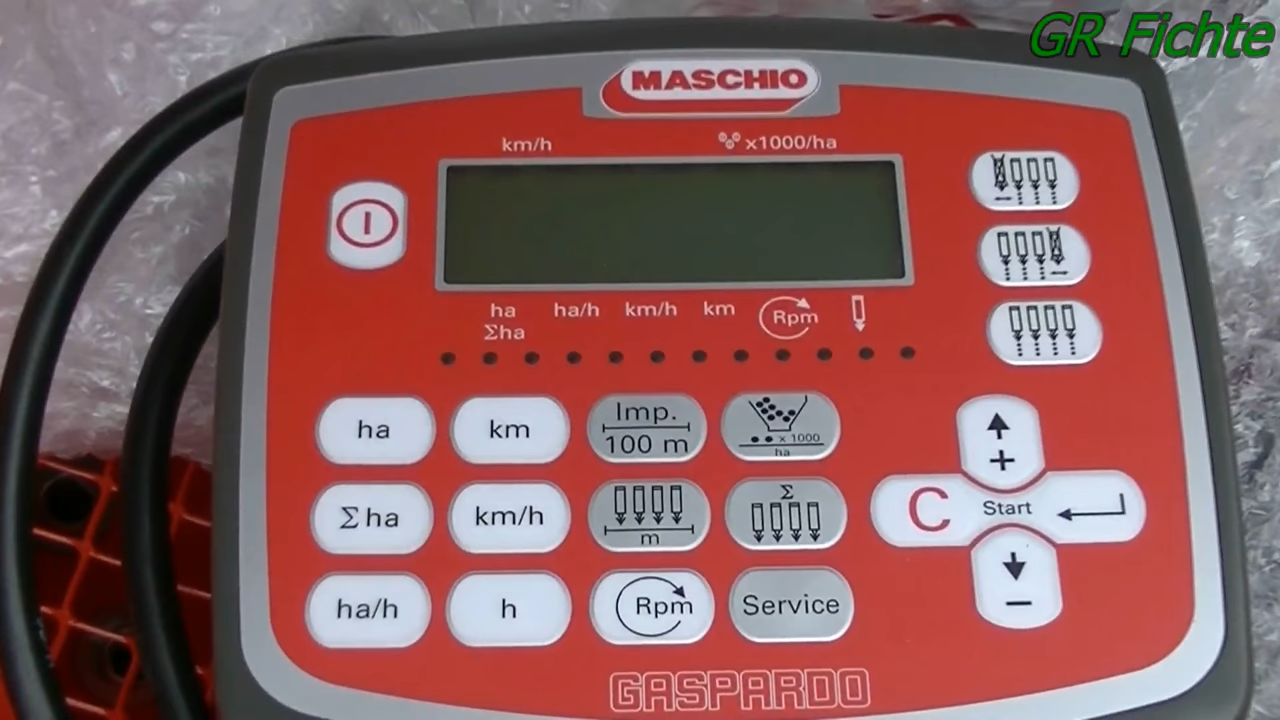 GR Fichte
MASCHIO
km/h x1000/ha
ha ha/h km/h km Rpm
Σha
ha km Imp. x 1000
100 m ha
Σha km/h m Σ
C Start
+
−
ha/h h Rpm Service
GASPARDO